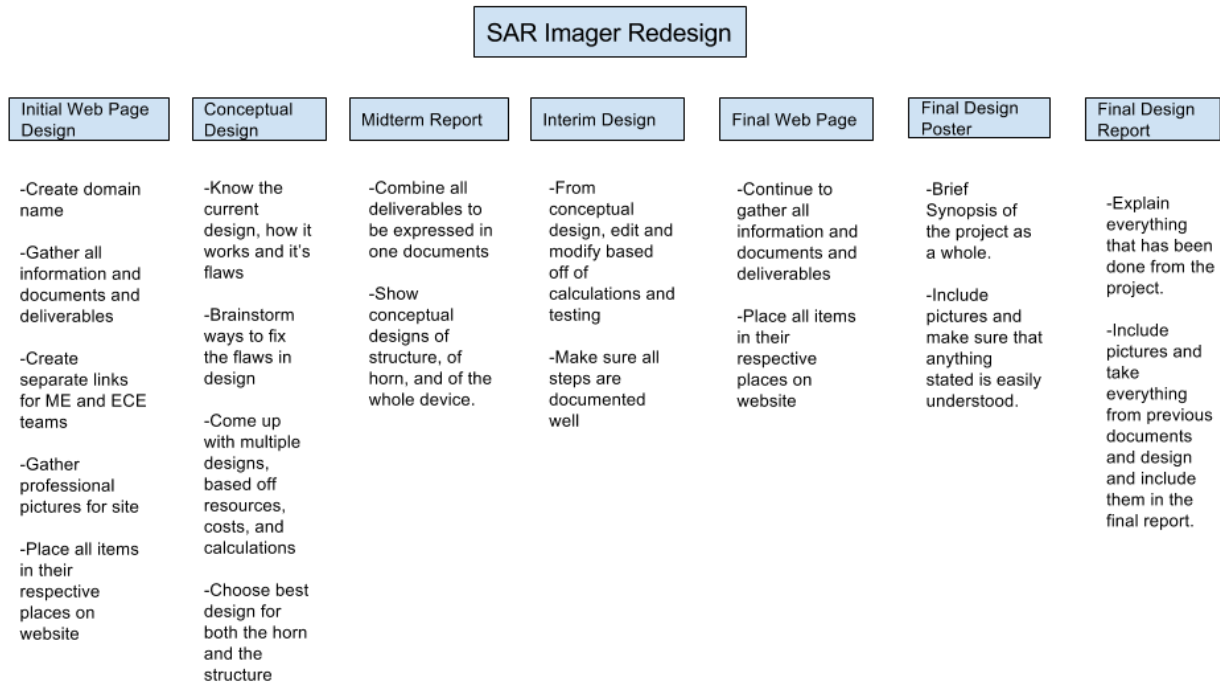 SAR Imager Redesign
Initial Web Page
Design
-Create domain
name
-Gather all
information and
documents and
deliverables
-Create
separate links
for ME and ECE
teams
-Gather
professional
pictures for site
-Place all items
in their
respective
places on
website
Conceptual
Design
-Know the
current
design, how it
works and it's
flaws
-Brainstorm
ways to fix
the flaws in
design
-Come up
with multiple
designs,
based off
resources,
costs, and
calculations
-Choose best
design for
both the horn
and the
structure
Midterm Report
-Combine all
deliverables to
be expressed in
one documents
-Show
conceptual
designs of
structure, of
horn, and of the
whole device.
Interim Design
-From
conceptual
design, edit and
modify based
off of
calculations and
testing
-Make sure all
steps are
documented
well
Final Web Page
-Continue to
gather all
information and
documents and
deliverables
-Place all items
in their
respective
places on
website
Final Design
Poster
-Brief
Synopsis of
the project as
a whole.
-Include
pictures and
make sure that
anything
stated is easily
understood.
Final Design
Report
-Explain
everything
that has been
done from the
project.
-Include
pictures and
take
everything
from previous
documents
and design
and include
them in the
final report.